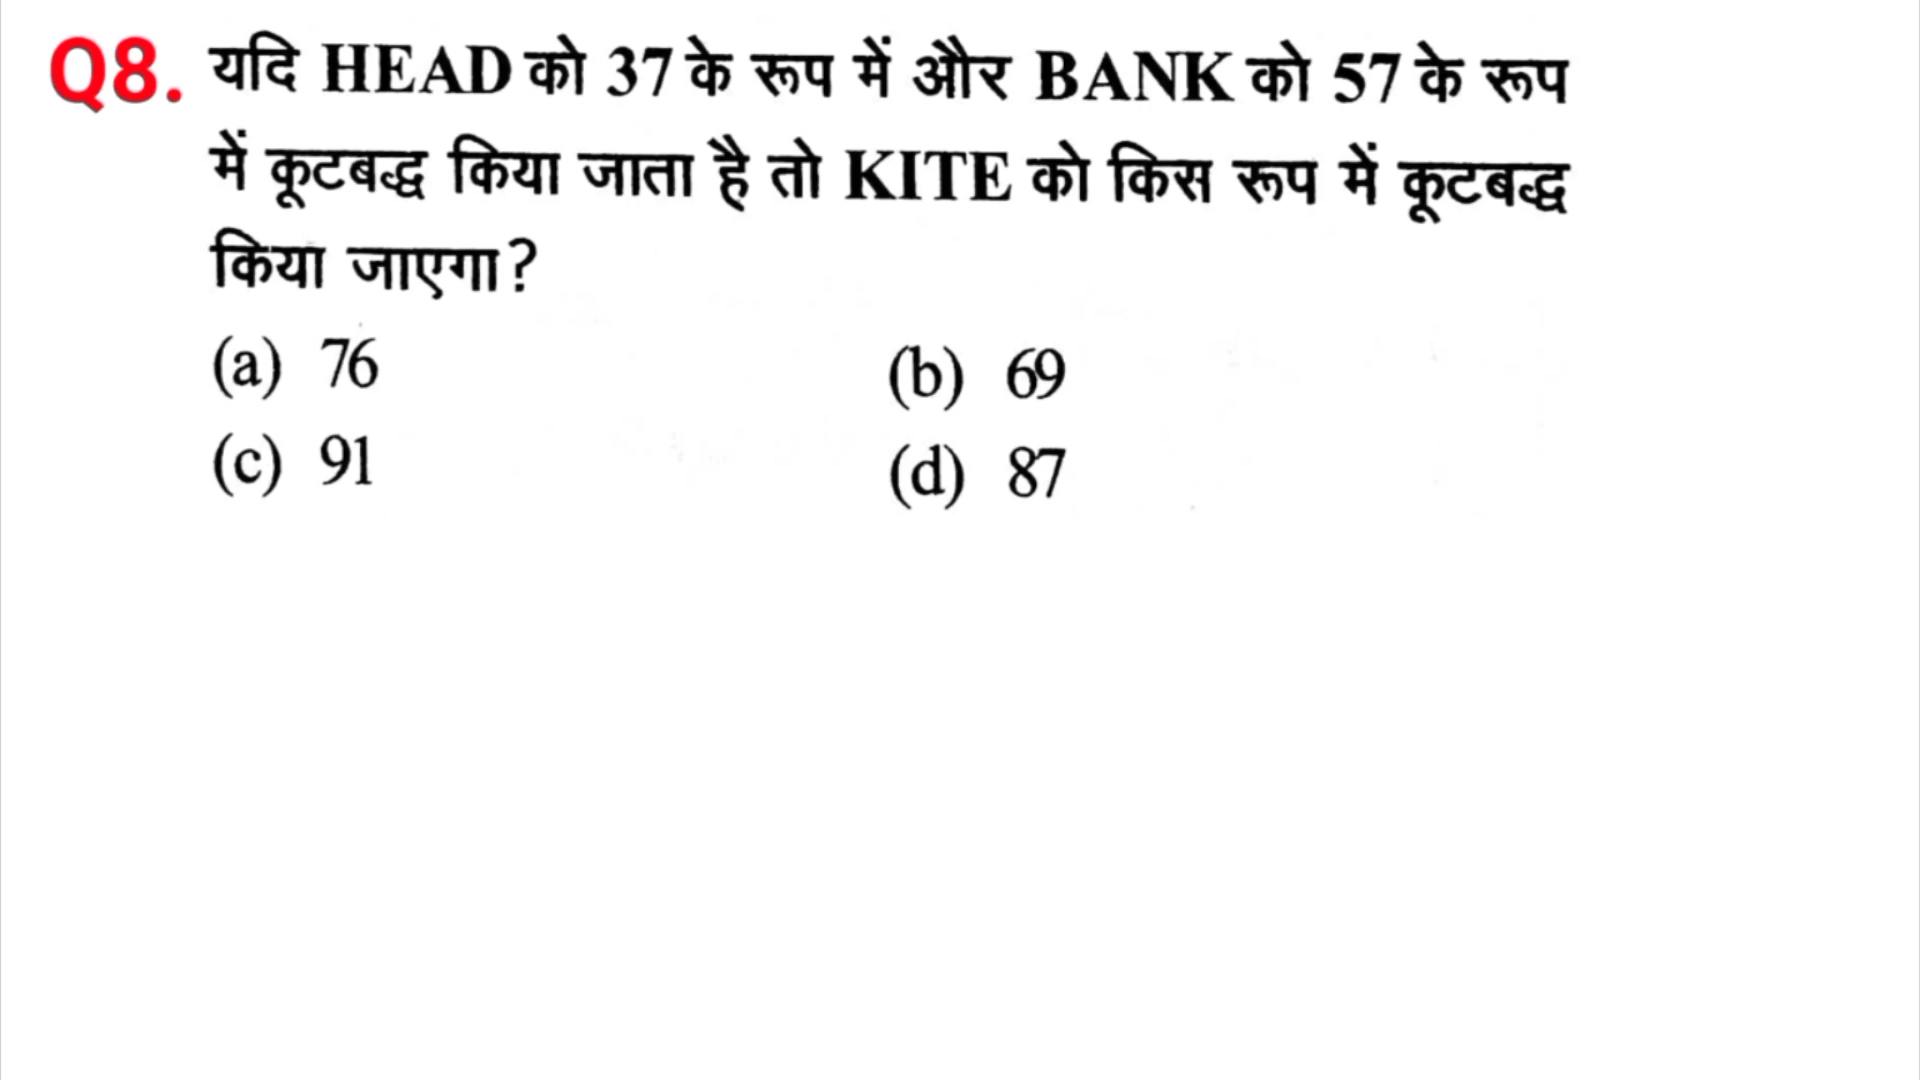 Q8. यदि HEAD को 37 के रूप में और BANK को 57 के रूप
में कूटबद्ध किया जाता है तो KITE को किस रूप में कूटबद्ध
किया जाएगा?
(a) 76 (b) 69
(c) 91 (d) 87